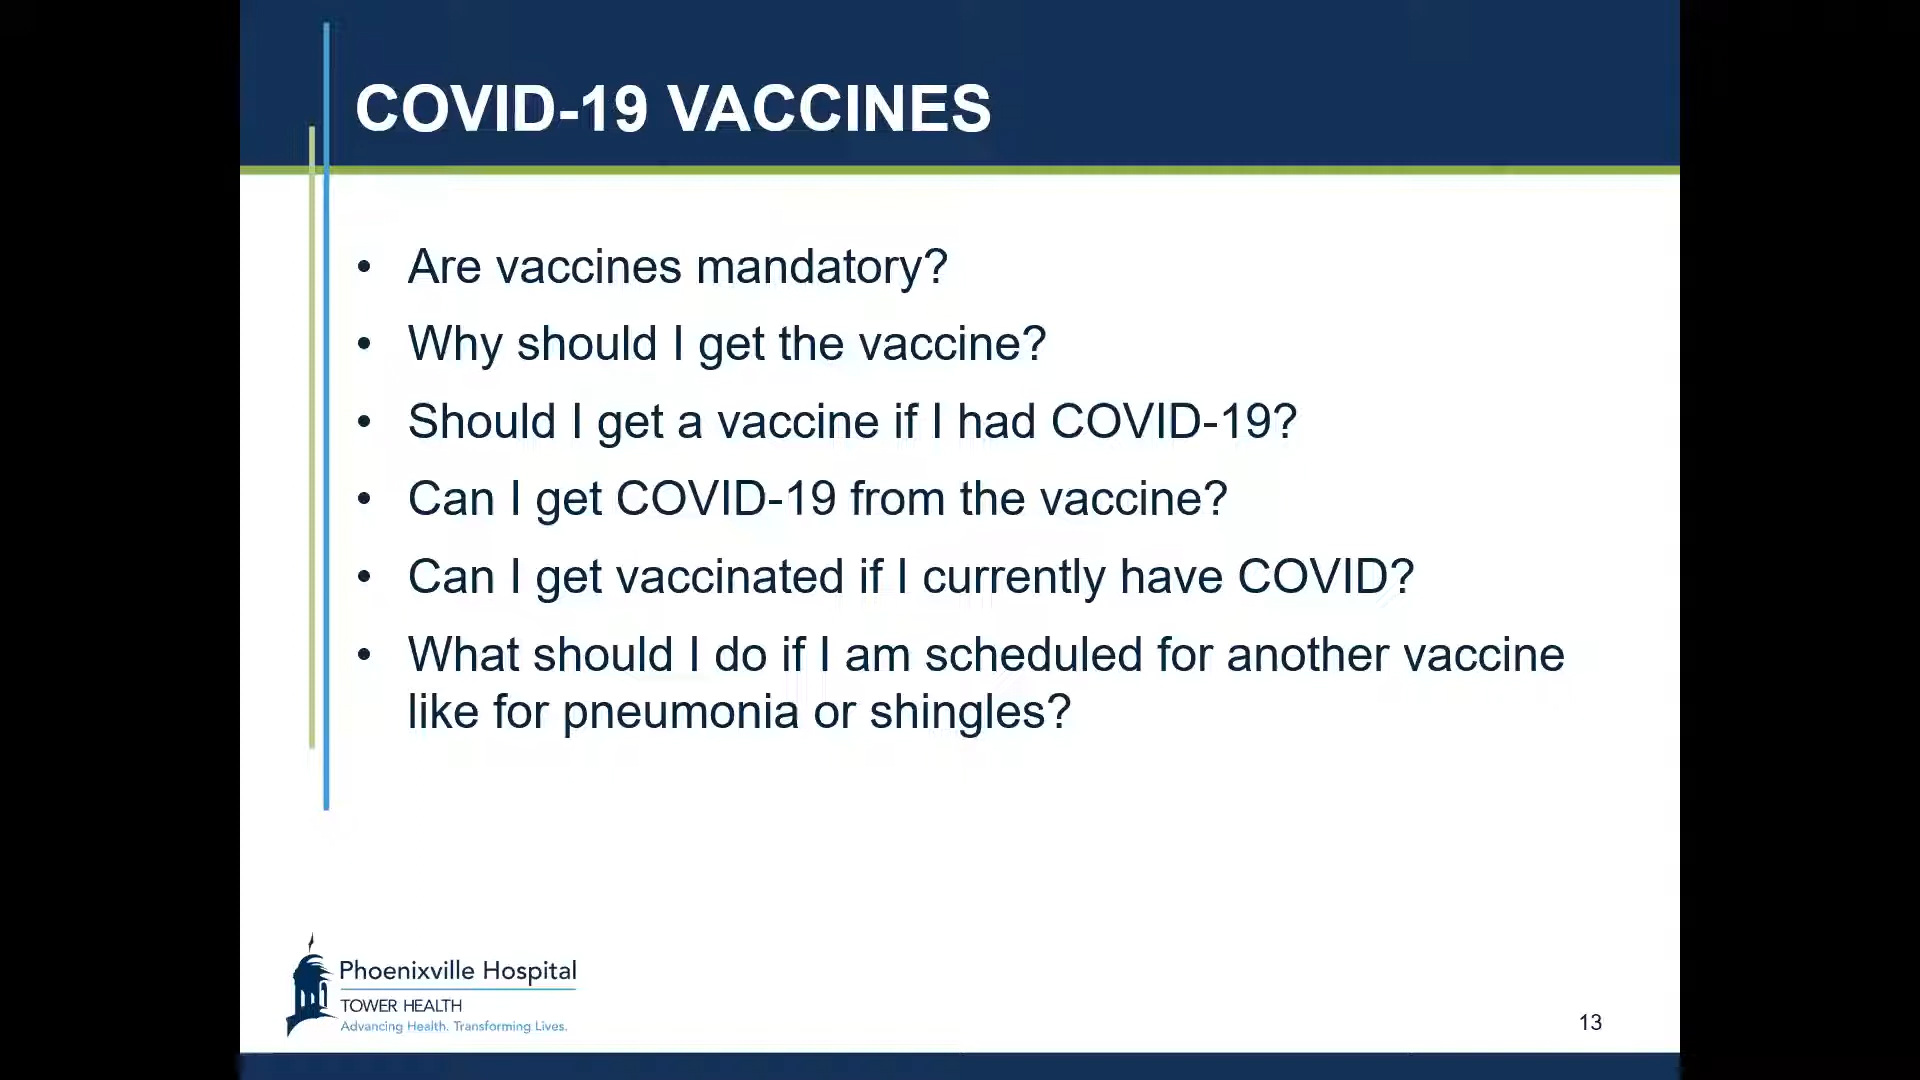 COVID-19 VACCINES
• Are vaccines mandatory?
• Why should I get the vaccine?
• Should I get a vaccine if I had COVID-19?
• Can I get COVID-19 from the vaccine?
• Can I get vaccinated if I currently have COVID?
• What should I do if I am scheduled for another vaccine
like for pneumonia or shingles?
Phoenixville Hospital
TOWER HEALTH
Advancing Health. Transforming Lives.
13